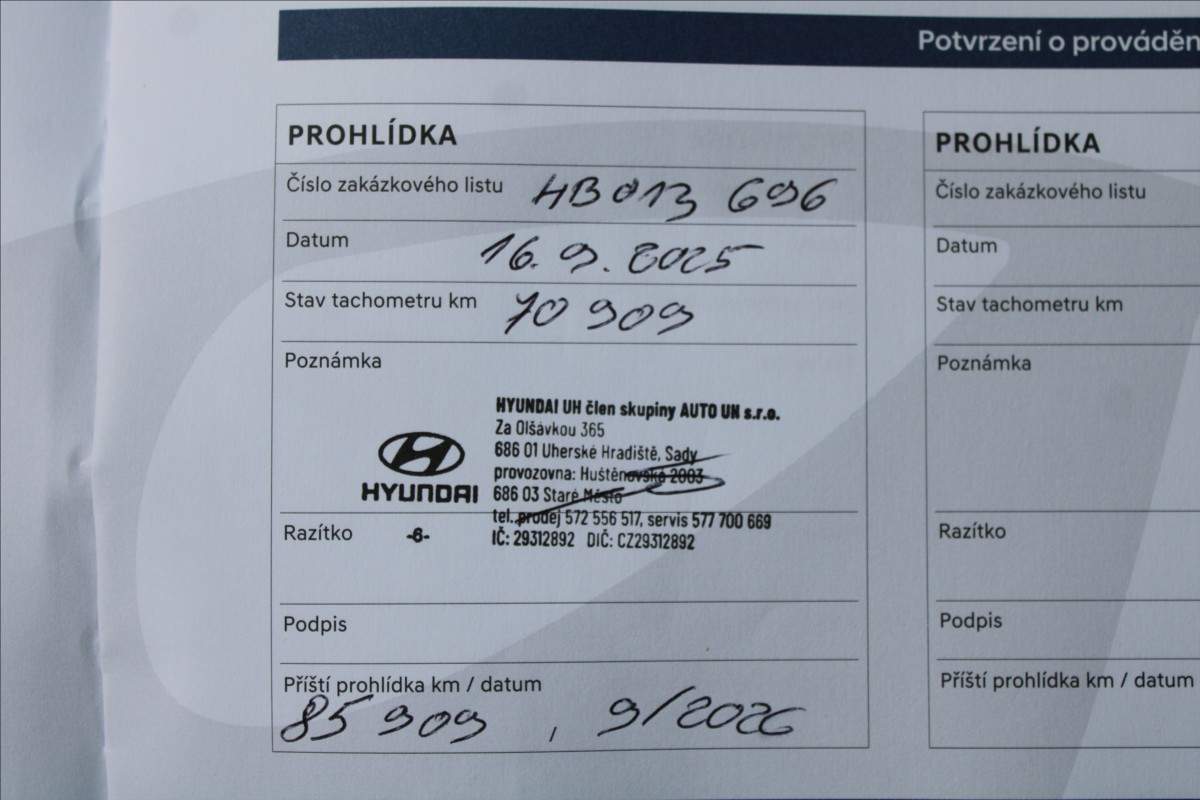 Potvrzení o provádění
PROHLÍDKA
Číslo zakázkového listu HB013 696
Datum 16. 9. 2025
Stav tachometru km 70 909
Poznámka
HYUNDAI UH člen skupiny AUTO UH s.r.o.
Za Olšávkou 365
686 01 Uherské Hradiště, Sady
provozovna: Huštěnovská 2003
686 03 Staré Město
tel. prodej 572 556 517, servis 577 700 669
IČ: 29312892 DIČ: CZ29312892
HYUNDAI
Razítko -6-
Podpis
Příští prohlídka km / datum
85 909 , 9/2026
PROHLÍDKA
Číslo zakázkového listu
Datum
Stav tachometru km
Poznámka
Razítko
Podpis
Příští prohlídka km / datum